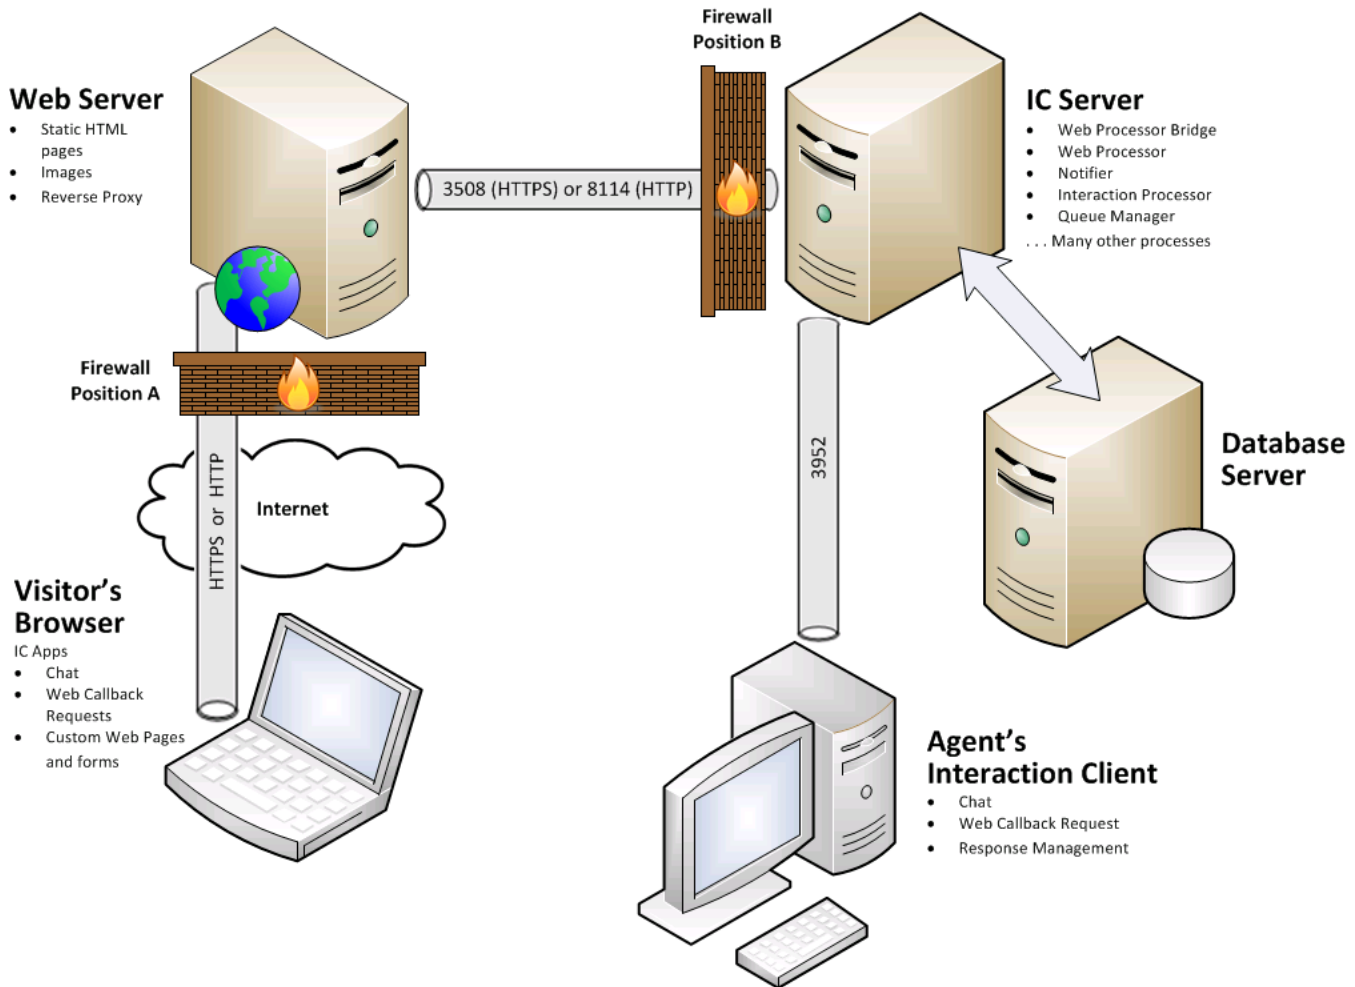 Firewall
Position B
Web Server
• Static HTML
pages
• Images
• Reverse Proxy
3508 (HTTPS) or 8114 (HTTP)
IC Server
• Web Processor Bridge
• Web Processor
• Notifier
• Interaction Processor
• Queue Manager
. . . Many other processes
Firewall
Position A
HTTPS or HTTP
Internet
3952
Database
Server
Visitor's
Browser
IC Apps
• Chat
• Web Callback
Requests
• Custom Web Pages
and forms
Agent's
Interaction Client
• Chat
• Web Callback Request
• Response Management